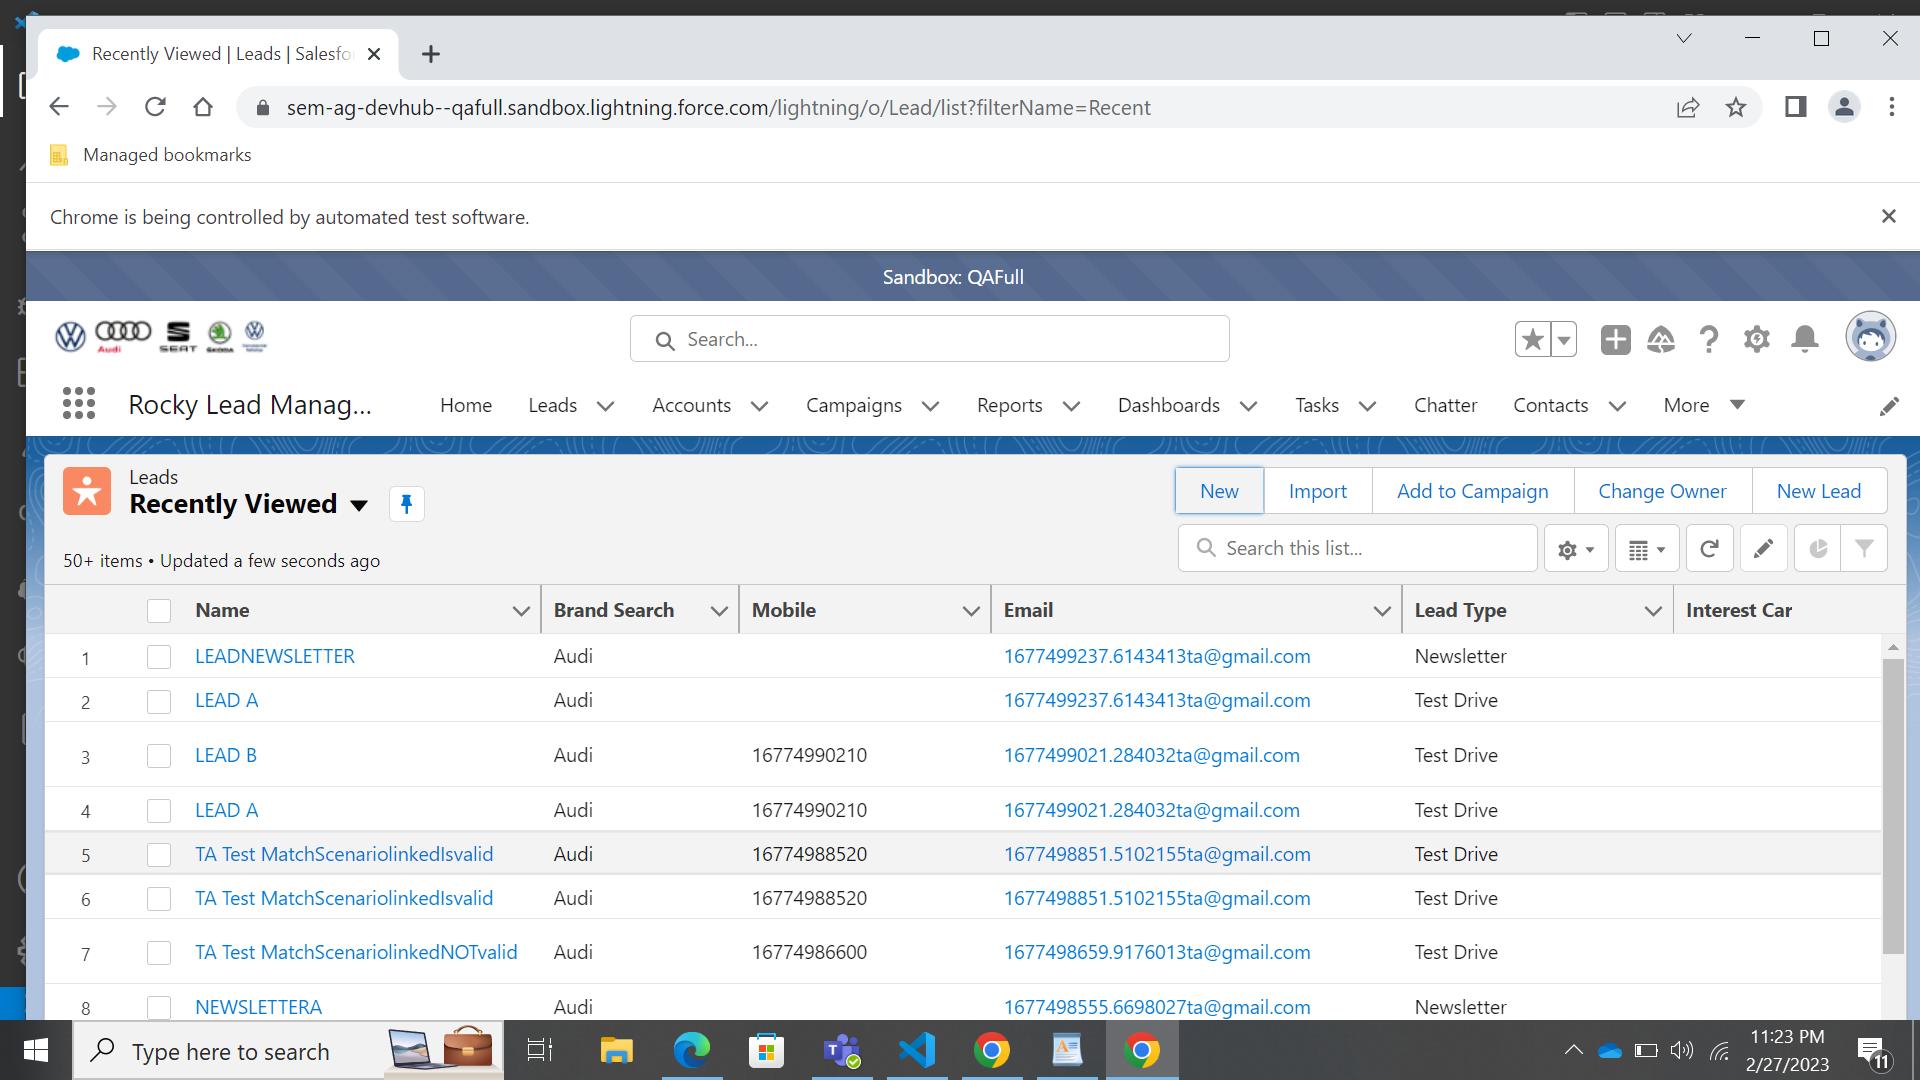 Recently Viewed | Leads | Salesfo
sem-ag-devhub--qafull.sandbox.lightning.force.com/lightning/o/Lead/list?filterName=Recent
Managed bookmarks
Chrome is being controlled by automated test software.
Sandbox: QAFull
Audi SEAT Search...
Rocky Lead Manag... Home Leads Accounts Campaigns Reports Dashboards Tasks Chatter Contacts More
Leads
Recently Viewed
New Import Add to Campaign Change Owner New Lead
50+ items • Updated a few seconds ago
Search this list...
Name Brand Search Mobile Email Lead Type Interest Car
1 LEADNEWSLETTER Audi 1677499237.6143413ta@gmail.com Newsletter
2 LEAD A Audi 1677499237.6143413ta@gmail.com Test Drive
3 LEAD B Audi 16774990210 1677499021.284032ta@gmail.com Test Drive
4 LEAD A Audi 16774990210 1677499021.284032ta@gmail.com Test Drive
5 TA Test MatchScenariolinkedIsvalid Audi 16774988520 1677498851.5102155ta@gmail.com Test Drive
6 TA Test MatchScenariolinkedIsvalid Audi 16774988520 1677498851.5102155ta@gmail.com Test Drive
7 TA Test MatchScenariolinkedNOTvalid Audi 16774986600 1677498659.9176013ta@gmail.com Test Drive
8 NEWSLETTERA Audi 1677498555.6698027ta@gmail.com Newsletter
Type here to search
11:23 PM
2/27/2023
11